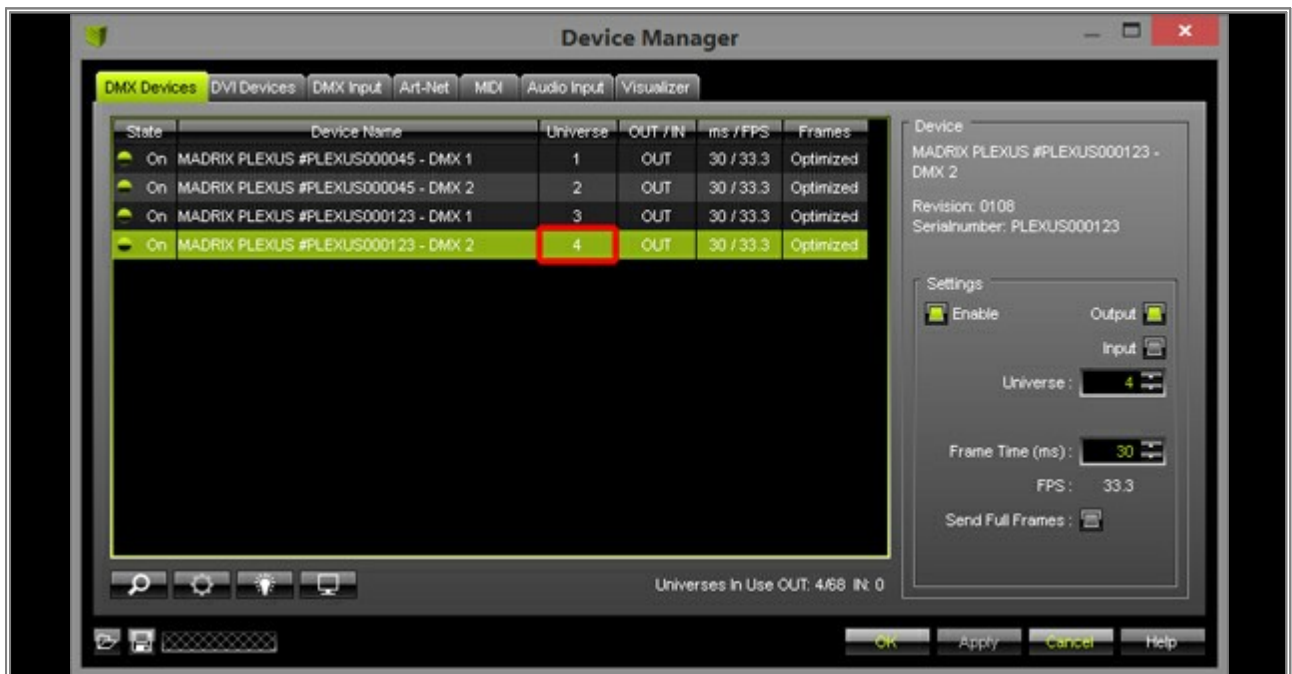 Device Manager
DMX Devices DVI Devices DMX Input Art-Net MIDI Audio Input Visualizer
State Device Name Universe OUT / IN ms / FPS Frames
On MADRIX PLEXUS #PLEXUS000045 - DMX 1 1 OUT 30 / 33.3 Optimized
On MADRIX PLEXUS #PLEXUS000045 - DMX 2 2 OUT 30 / 33.3 Optimized
On MADRIX PLEXUS #PLEXUS000123 - DMX 1 3 OUT 30 / 33.3 Optimized
On MADRIX PLEXUS #PLEXUS000123 - DMX 2 4 OUT 30 / 33.3 Optimized
Device
MADRIX PLEXUS #PLEXUS000123 -
DMX 2
Revision: 0108
Serialnumber: PLEXUS000123
Settings
Enable Output
Input
Universe : 4
Frame Time (ms) : 30
FPS : 33.3
Send Full Frames :
Universes In Use OUT: 4/68 IN: 0
OK Apply Cancel Help